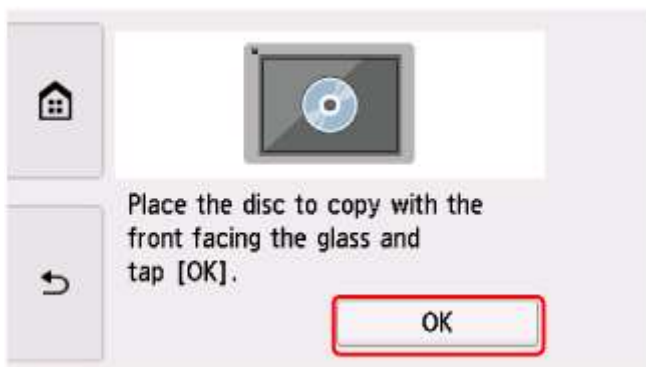 Place the disc to copy with the
front facing the glass and
tap [OK].
OK